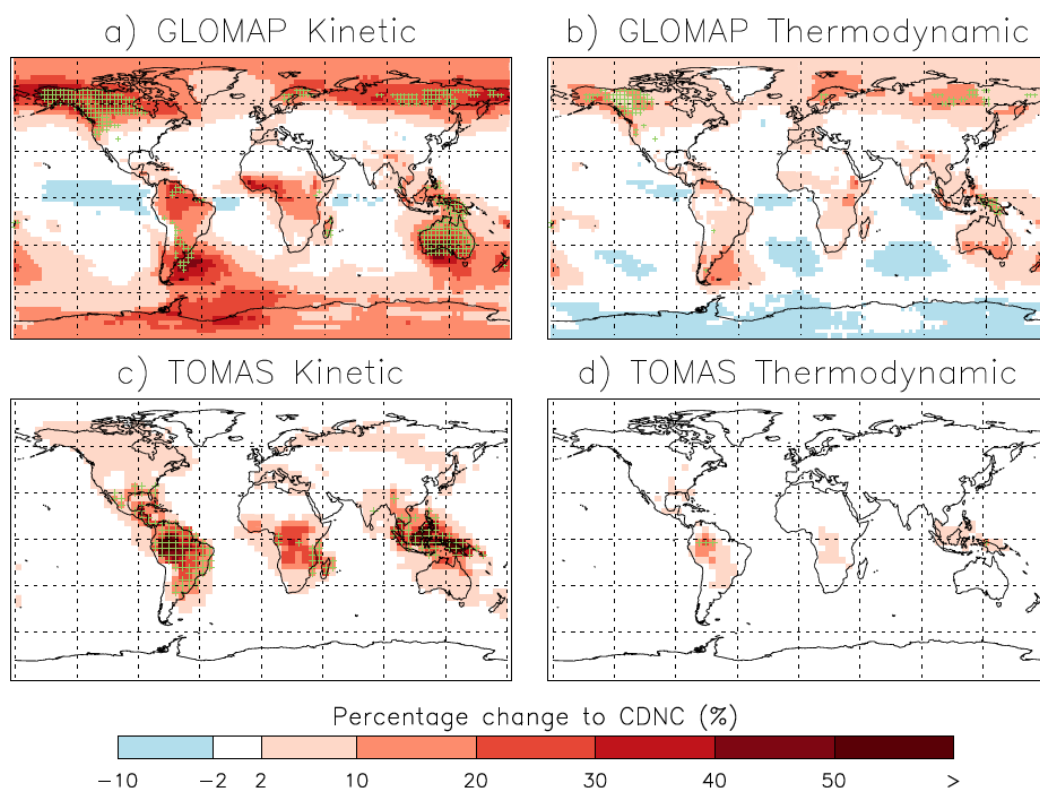 a) GLOMAP Kinetic
b) GLOMAP Thermodynamic
c) TOMAS Kinetic
d) TOMAS Thermodynamic
Percentage change to CDNC (%)
−10 −2 2 10 20 30 40 50 >